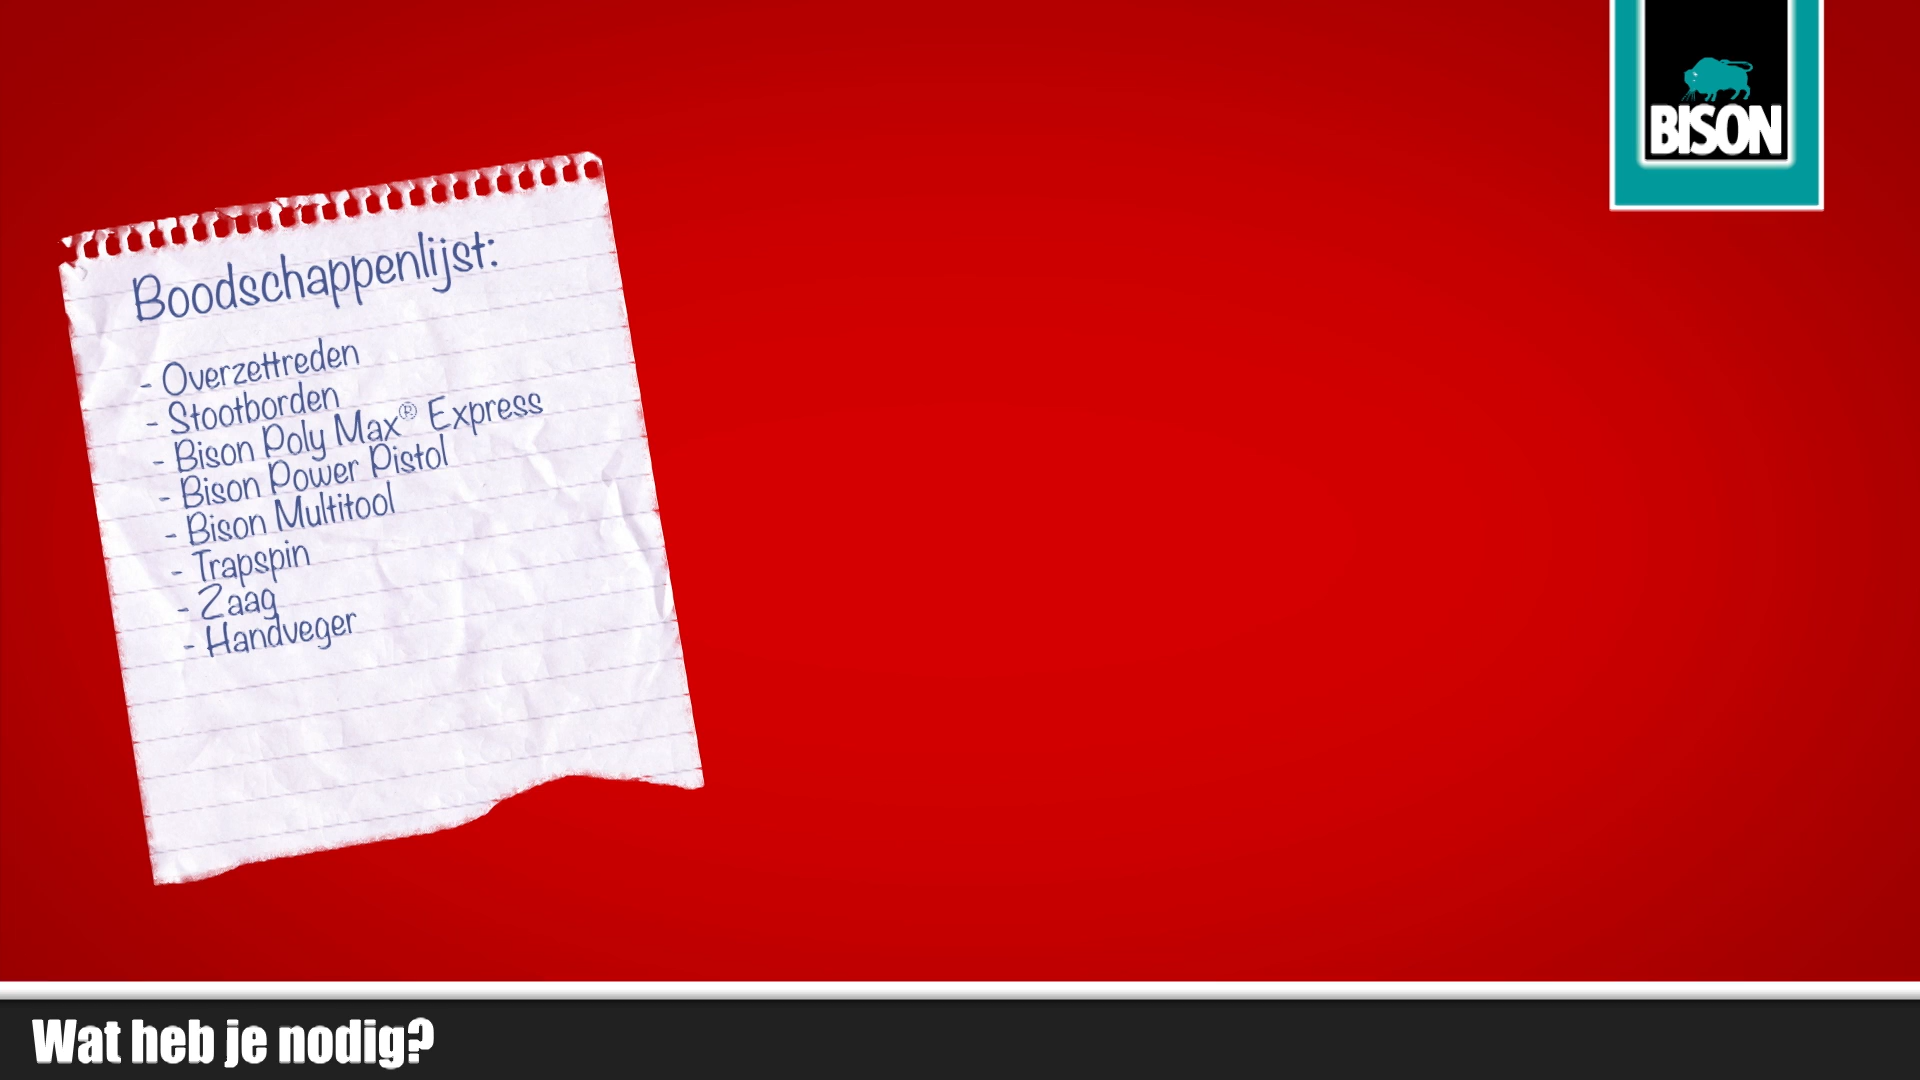 BISON
Boodschappenlijst:
- Overzettreden
- Stootborden
- Bison Poly Max® Express
- Bison Power Pistol
- Bison Multitool
- Trapspin
- Zaag
- Handveger
Wat heb je nodig?